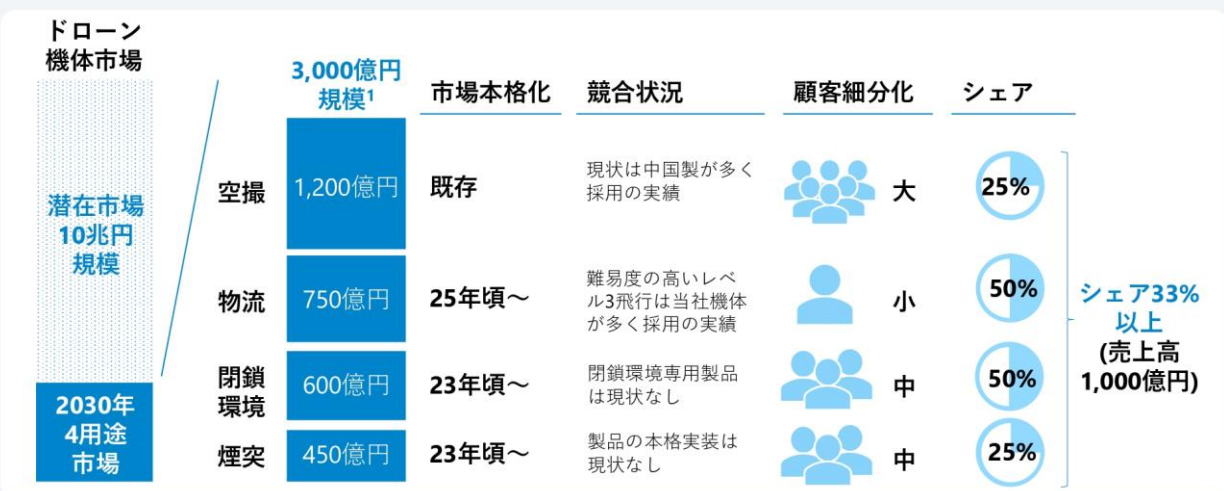 ドローン
機体市場
潜在市場
10兆円
規模
2030年
4用途
市場
3,000億円
規模1
市場本格化
競合状況
顧客細分化
シェア
空撮
1,200億円
既存
現状は中国製が多く
採用の実績
大
25%
物流
750億円
25年頃～
難易度の高いレベ
ル3飛行は当社機体
が多く採用の実績
小
50%
閉鎖
環境
600億円
23年頃～
閉鎖環境専用製品
は現状なし
中
50%
煙突
450億円
23年頃～
製品の本格実装は
現状なし
中
25%
シェア33%
以上
(売上高
1,000億円)